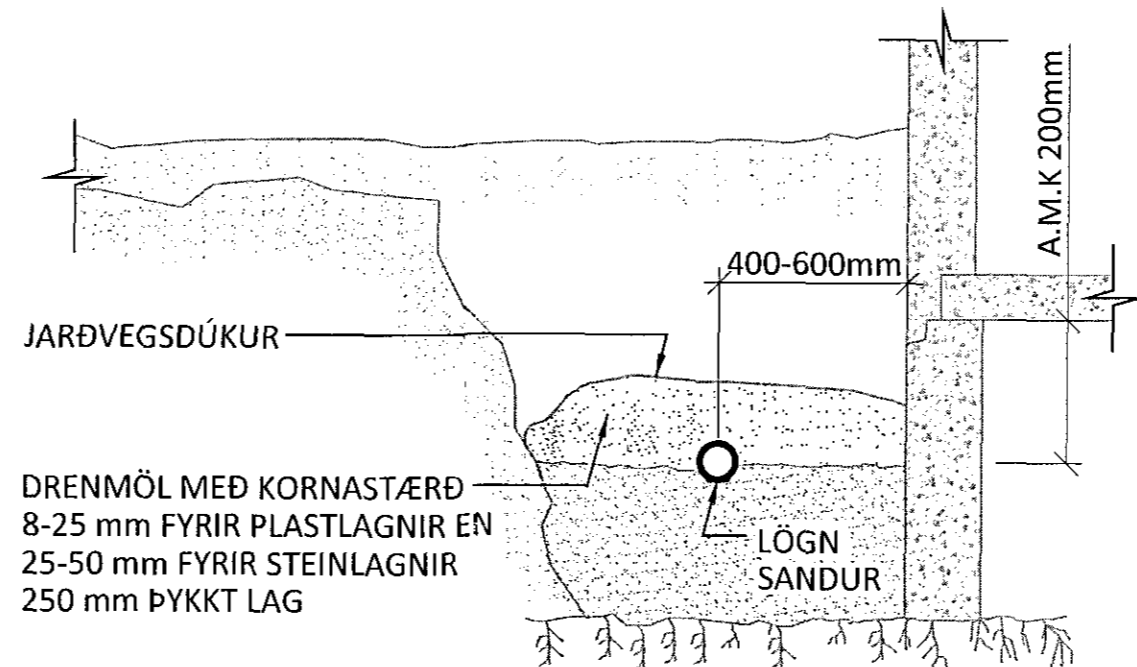 A.M.K 200mm
400-600mm
JARÐVEGSDÚKUR
DRENMÖL MEÐ KORNASTÆRÐ
8-25 mm FYRIR PLASTLAGNIR EN
25-50 mm FYRIR STEINLAGNIR
250 mm ÞYKKT LAG
LÖGN
SANDUR